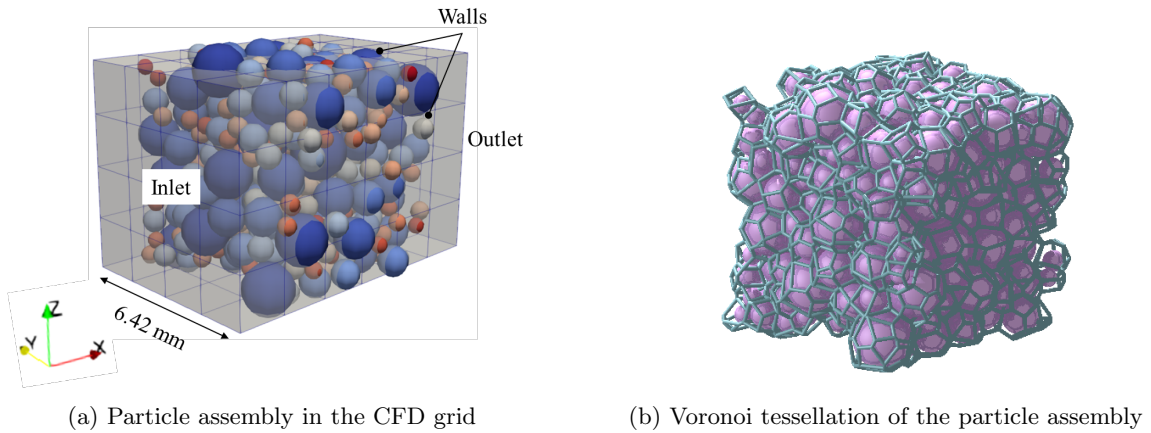 Walls
Outlet
Inlet
6.42 mm
Z
Y
X
(a) Particle assembly in the CFD grid
(b) Voronoi tessellation of the particle assembly